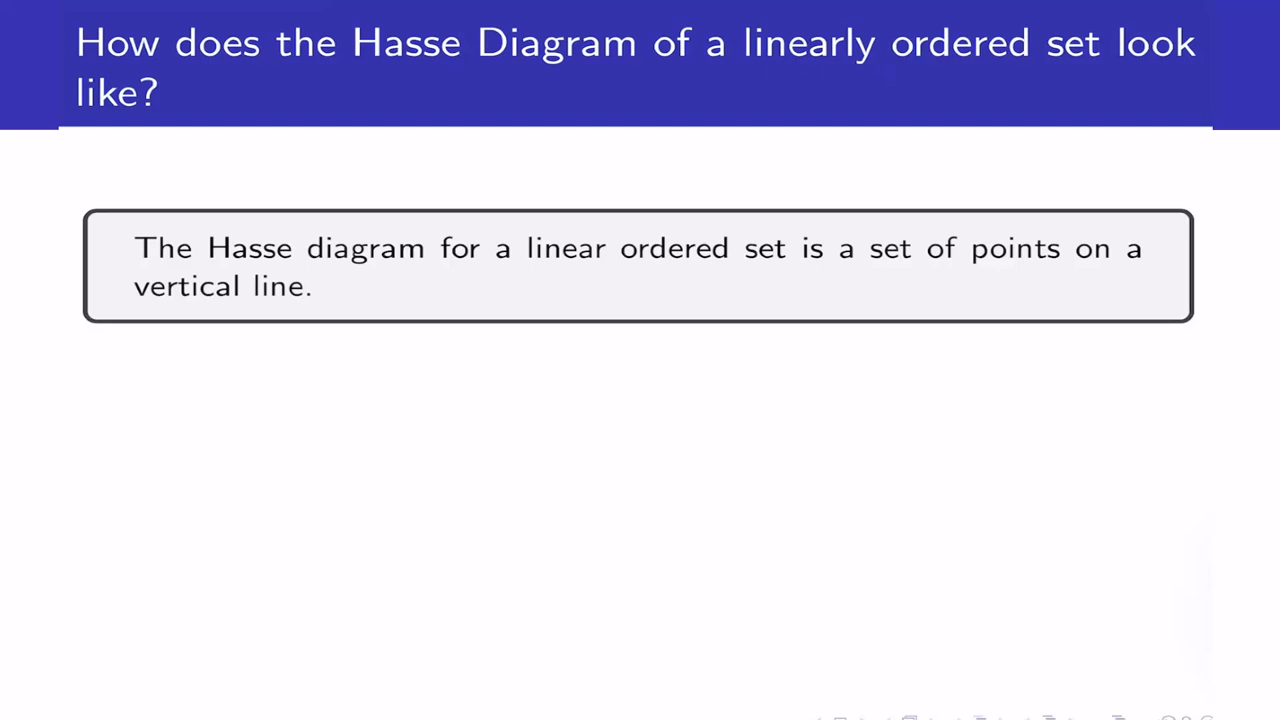 How does the Hasse Diagram of a linearly ordered set look
like?
The Hasse diagram for a linear ordered set is a set of points on a
vertical line.